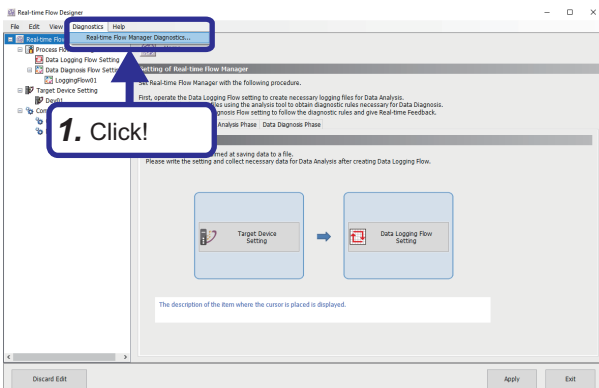 Real-time Flow Designer
File Edit View Diagnostics Help
Real-time Flow Manager Diagnostics...
Real-time Flow
Process Flo
Data Logging Flow Setting
Data Diagnosis Flow Setti
LoggingFlow01
Target Device Setting
Dev01
Con
1. Click!
Setting of Real-time Flow Manager
Set Real-time Flow Manager with the following procedure.
First, operate the Data Logging Flow setting to create necessary logging files for Data Analysis.
files using the analysis tool to obtain diagnostic rules necessary for Data Diagnosis.
gnosis Flow setting to follow the diagnostic rules and give Real-time Feedback.
Analysis Phase Data Diagnosis Phase
med at saving data to a file.
Please write the setting and collect necessary data for Data Analysis after creating Data Logging Flow.
Target Device
Setting
Data Logging Flow
Setting
The description of the item where the cursor is placed is displayed.
Discard Edit Apply Exit